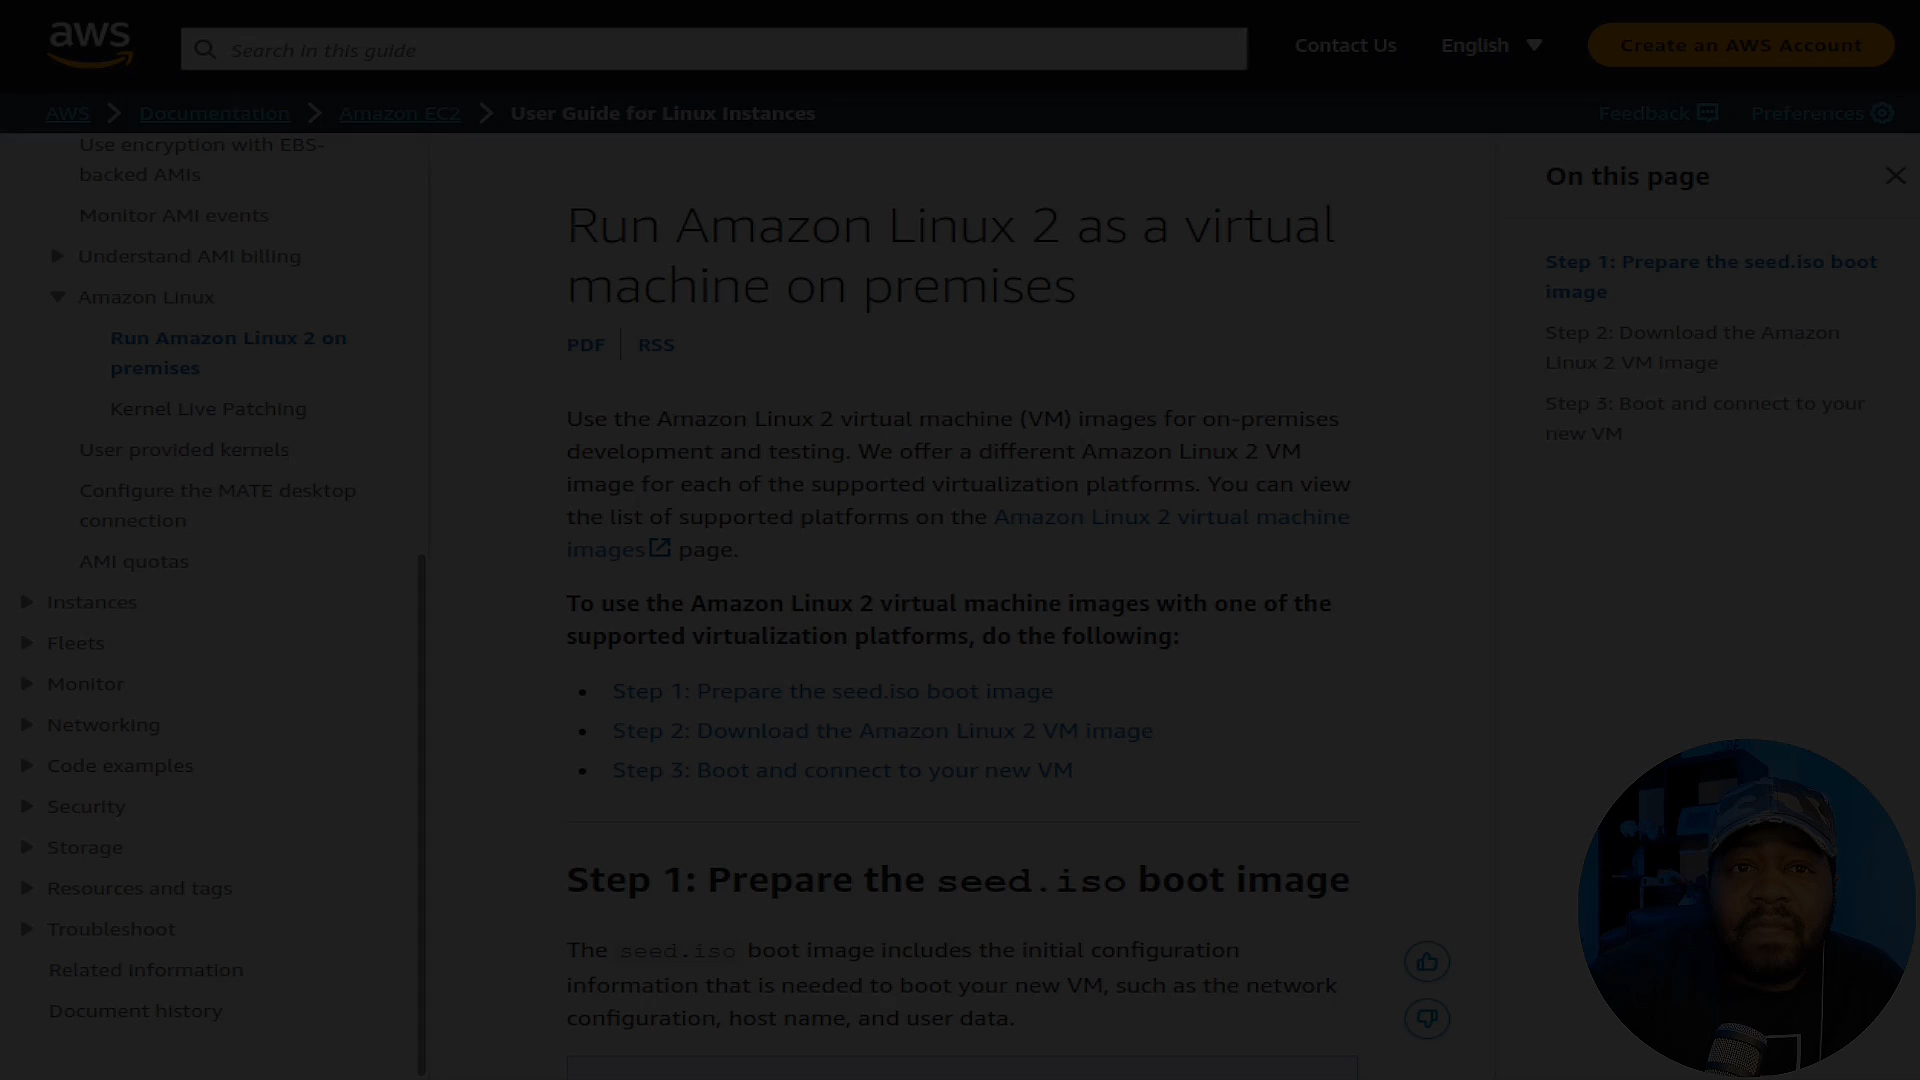 aws
Search in this guide
Contact Us
English
Create an AWS Account
AWS
Documentation
Amazon EC2
User Guide for Linux Instances
Feedback
Preferences
Use encryption with EBS-
backed AMIs
Monitor AMI events
Understand AMI billing
Amazon Linux
Run Amazon Linux 2 on
premises
Kernel Live Patching
User provided kernels
Configure the MATE desktop
connection
AMI quotas
Instances
Fleets
Monitor
Networking
Code examples
Security
Storage
Resources and tags
Troubleshoot
Related information
Document history
Run Amazon Linux 2 as a virtual
machine on premises
PDF
RSS
Use the Amazon Linux 2 virtual machine (VM) images for on-premises
development and testing. We offer a different Amazon Linux 2 VM
image for each of the supported virtualization platforms. You can view
the list of supported platforms on the Amazon Linux 2 virtual machine
images page.
To use the Amazon Linux 2 virtual machine images with one of the
supported virtualization platforms, do the following:
• Step 1: Prepare the seed.iso boot image
• Step 2: Download the Amazon Linux 2 VM image
• Step 3: Boot and connect to your new VM
Step 1: Prepare the seed.iso boot image
The seed.iso boot image includes the initial configuration
information that is needed to boot your new VM, such as the network
configuration, host name, and user data.
On this page
Step 1: Prepare the seed.iso boot
image
Step 2: Download the Amazon
Linux 2 VM image
Step 3: Boot and connect to your
new VM